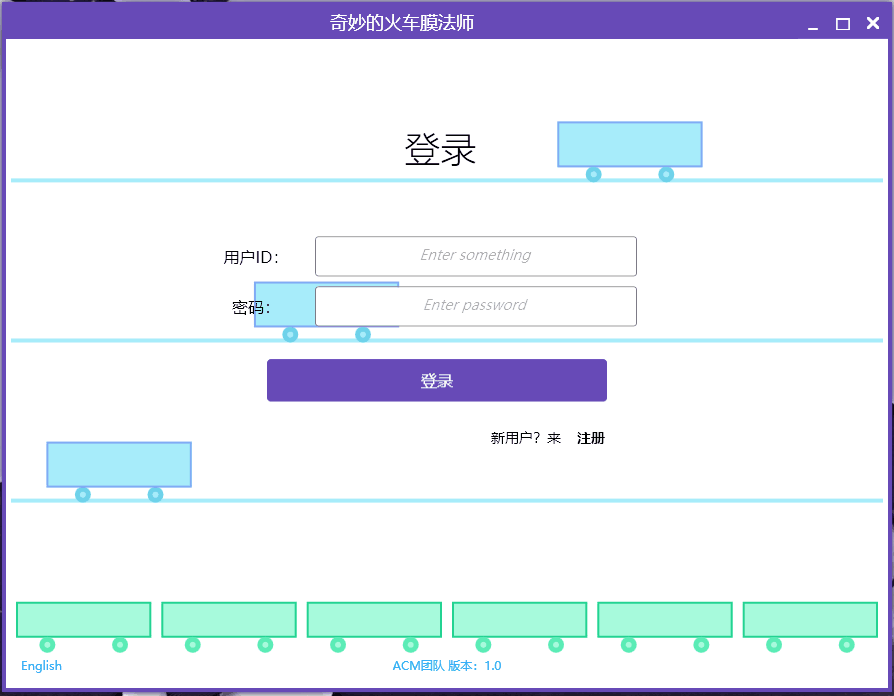 奇妙的火车膜法师
登录
用户ID：
Enter something
密码：
Enter password
登录
新用户？来 注册
English
ACM团队 版本：1.0